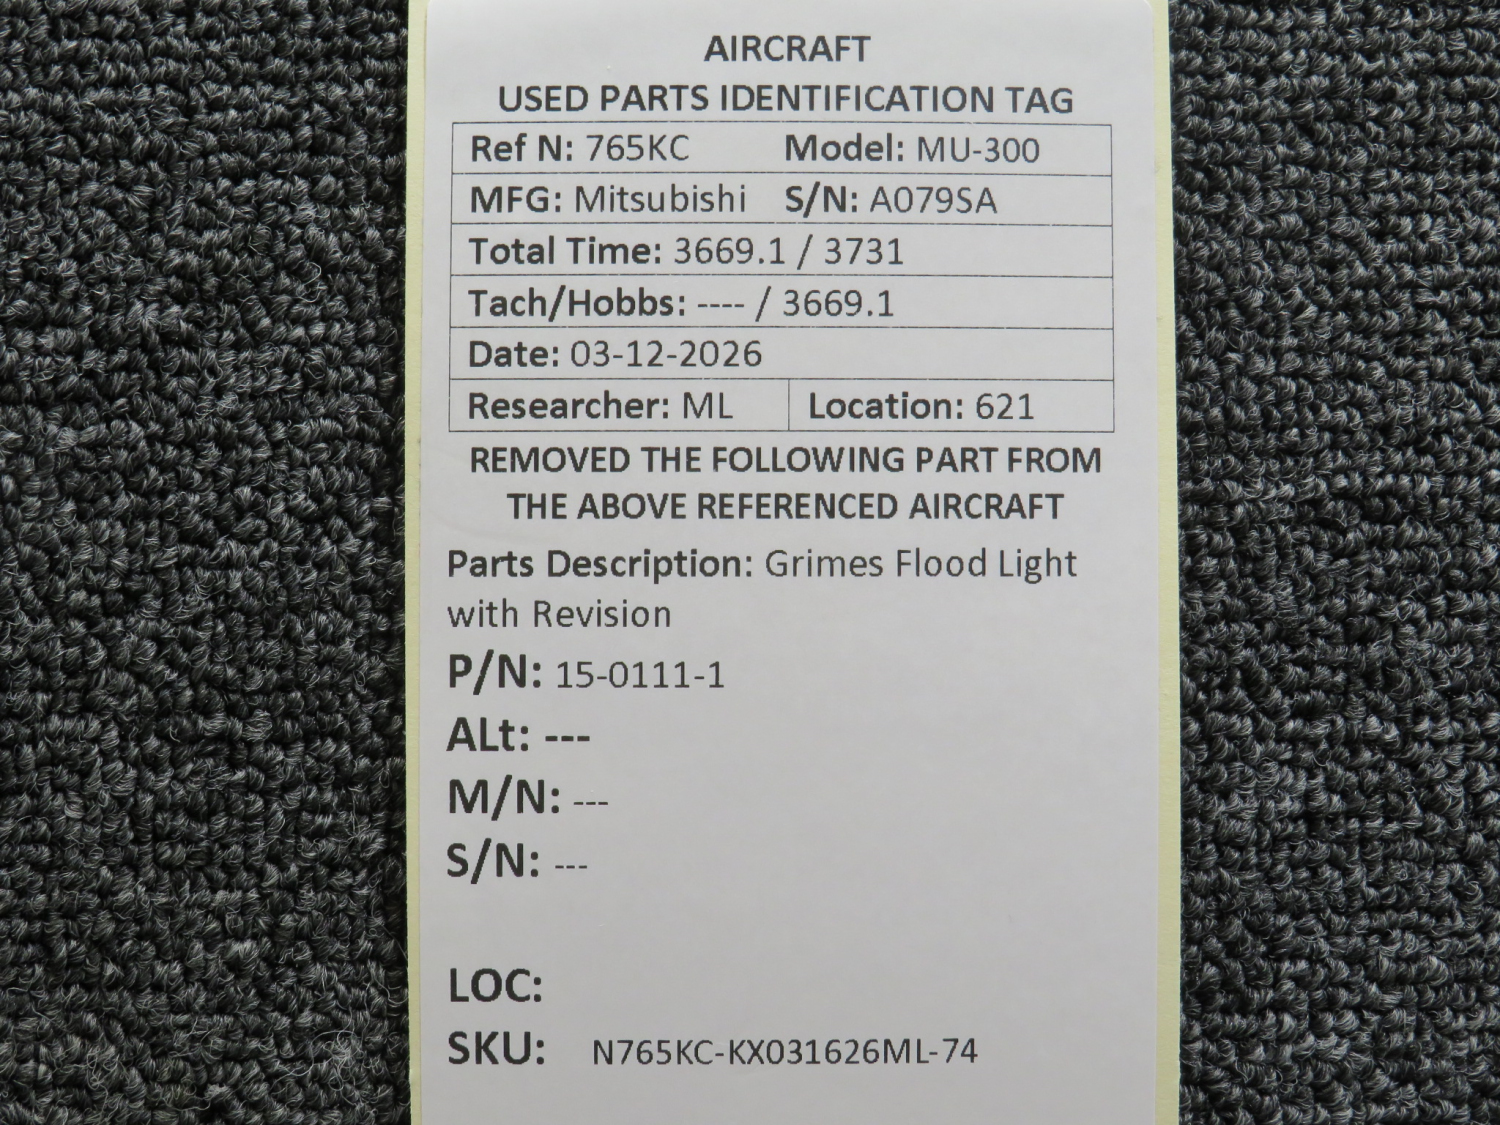 AIRCRAFT
USED PARTS IDENTIFICATION TAG
Ref N: 765KC Model: MU-300
MFG: Mitsubishi S/N: A079SA
Total Time: 3669.1 / 3731
Tach/Hobbs: ---- / 3669.1
Date: 03-12-2026
Researcher: ML Location: 621
REMOVED THE FOLLOWING PART FROM
THE ABOVE REFERENCED AIRCRAFT
Parts Description: Grimes Flood Light
with Revision
P/N: 15-0111-1
ALt: ---
M/N: ---
S/N: ---
LOC:
SKU: N765KC-KX031626ML-74